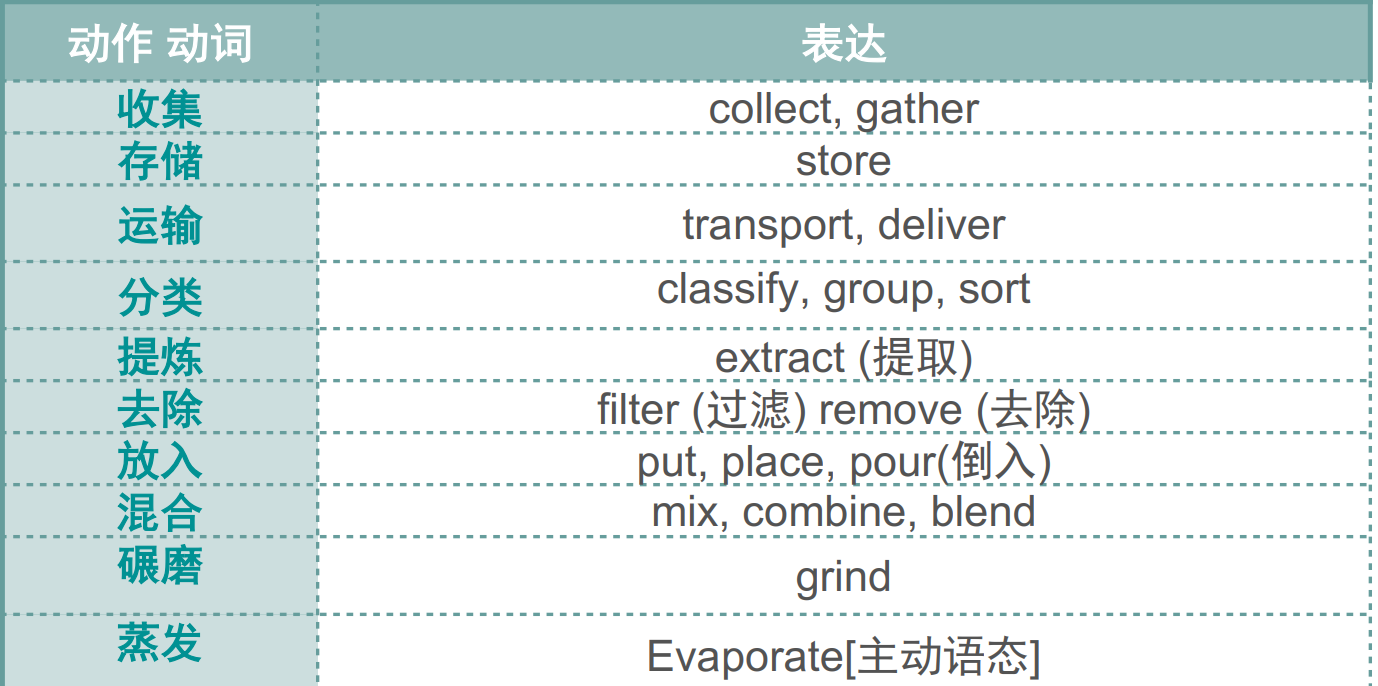 动作 动词 表达
收集 collect, gather
存储 store
运输 transport, deliver
分类 classify, group, sort
提炼 extract (提取)
去除 filter (过滤) remove (去除)
放入 put, place, pour(倒入)
混合 mix, combine, blend
碾磨 grind
蒸发 Evaporate[主动语态]